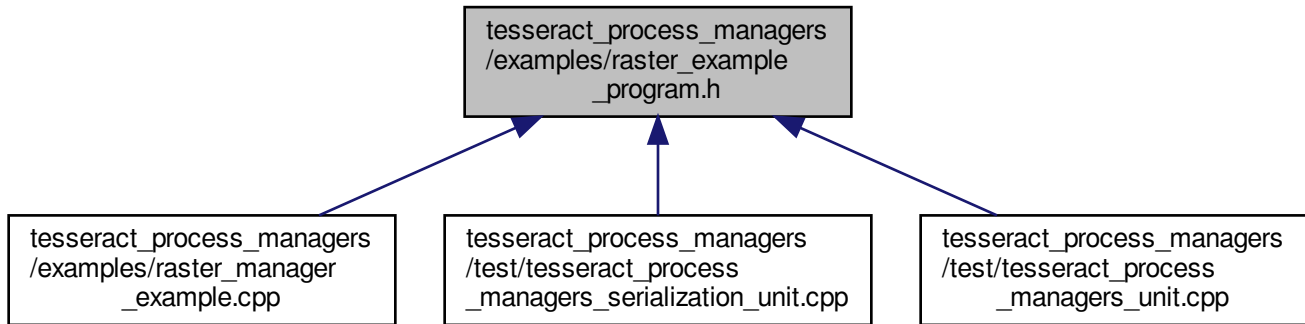 tesseract_process_managers
/examples/raster_example
_program.h
tesseract_process_managers
/examples/raster_manager
_example.cpp
tesseract_process_managers
/test/tesseract_process
_managers_serialization_unit.cpp
tesseract_process_managers
/test/tesseract_process
_managers_unit.cpp